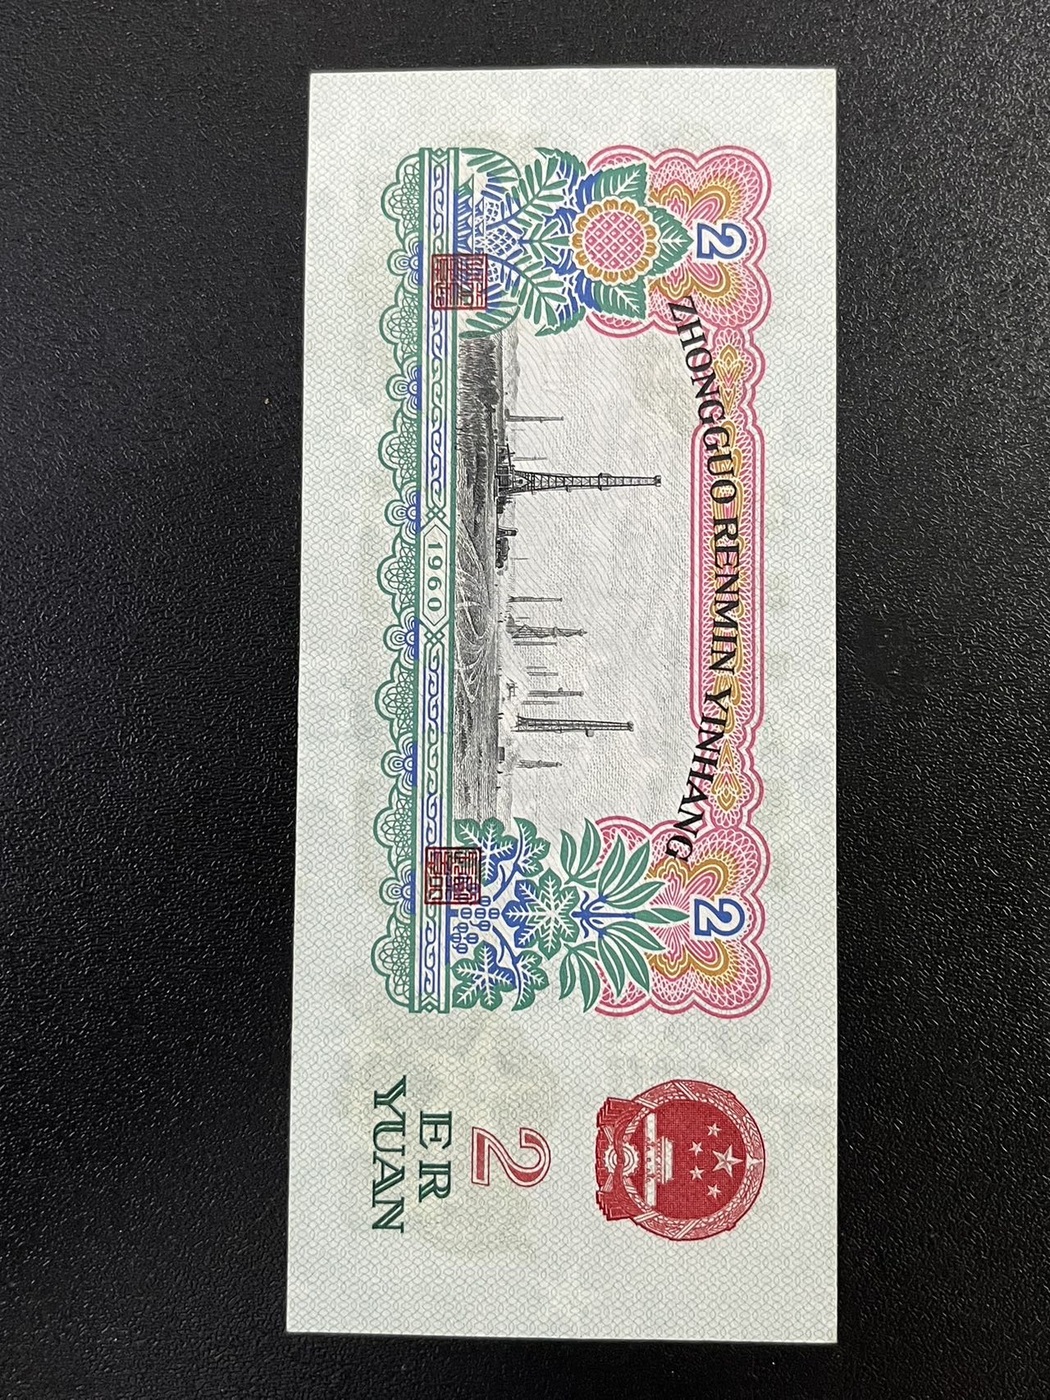 2
ZHONGGUO RENMIN YINHANG
2
1960
2
ER
YUAN